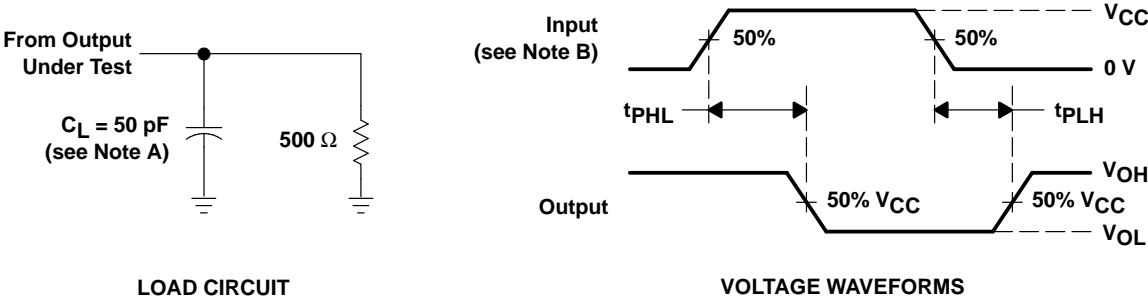 From Output
Under Test
CL = 50 pF
(see Note A)
500 Ω
LOAD CIRCUIT
Input
(see Note B)
50%
50%
VCC
0 V
tPHL
tPLH
Output
50% VCC
50% VCC
VOH
VOL
VOLTAGE WAVEFORMS